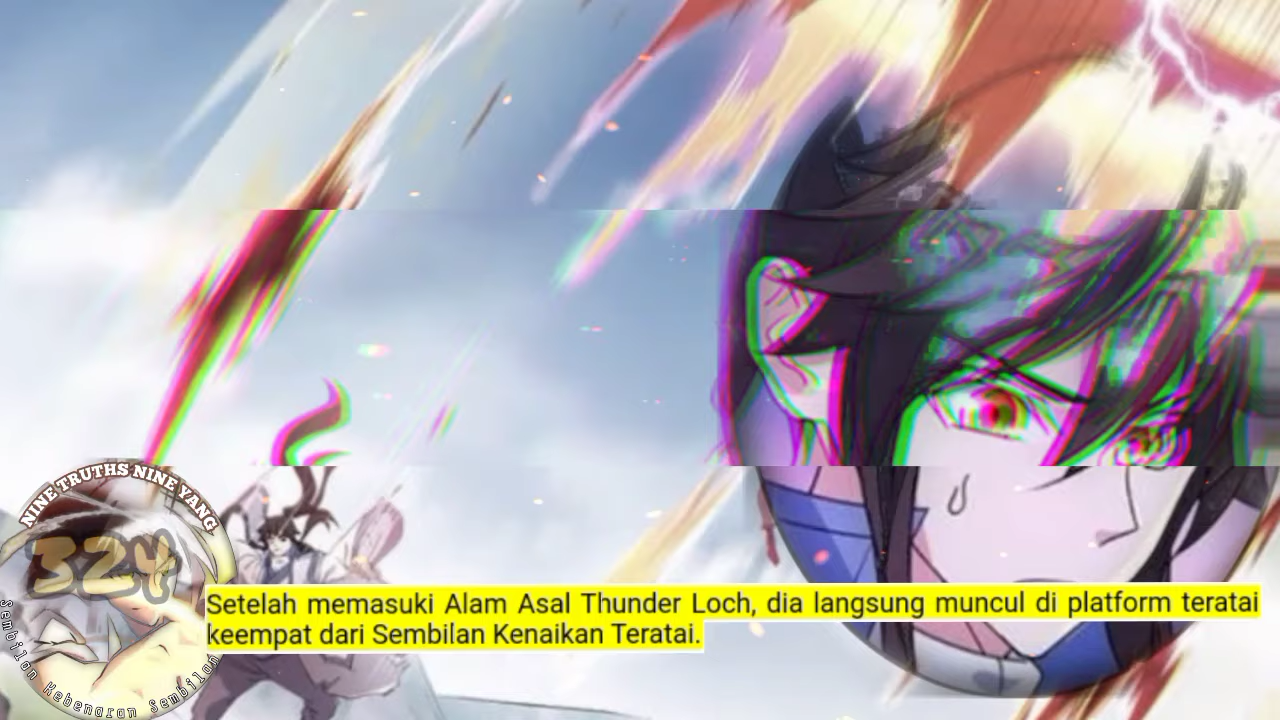 NINE TRUTHS NINE YANG
32Y
Sembilan Kebenaran Sembilan
Setelah memasuki Alam Asal Thunder Loch, dia langsung muncul di platform teratai
keempat dari Sembilan Kenaikan Teratai.